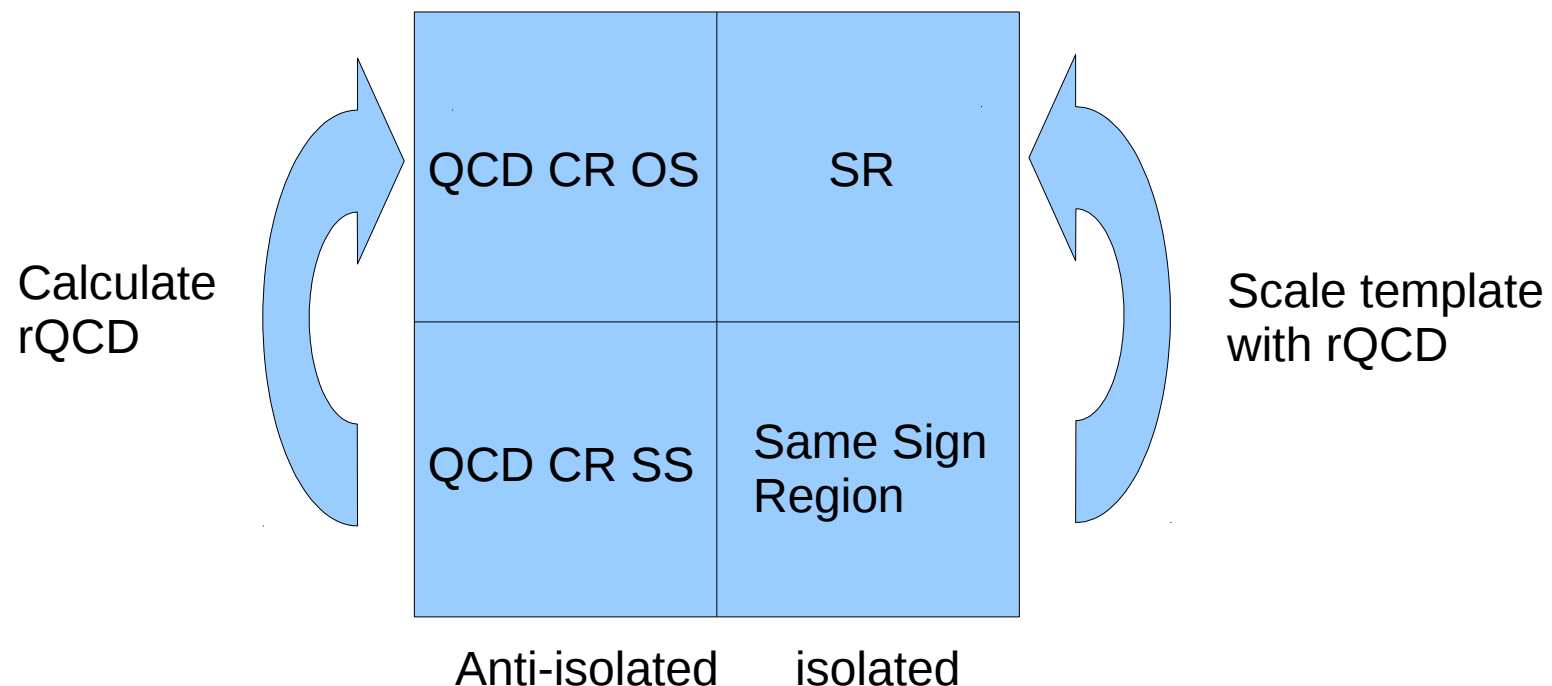 QCD CR OS
SR
Calculate
rQCD
Scale template
with rQCD
QCD CR SS
Same Sign
Region
Anti-isolated
isolated